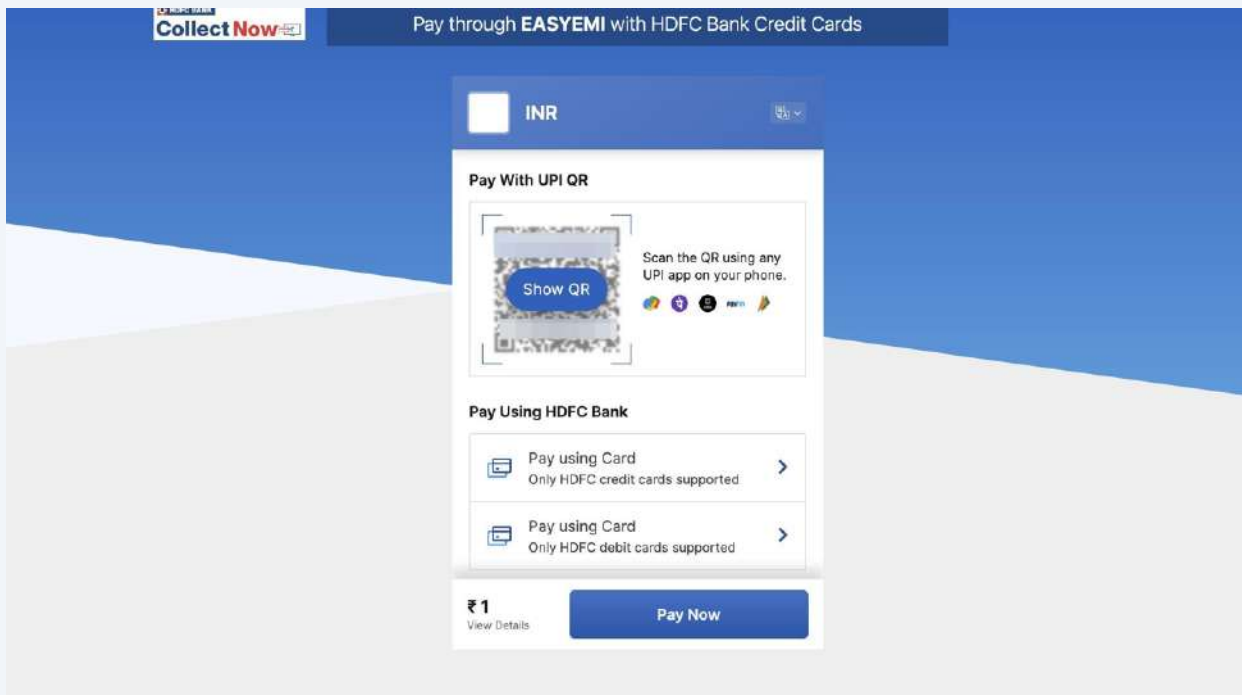 HDFC BANK
Collect Now
Pay through EASYEMI with HDFC Bank Credit Cards
INR
Pay With UPI QR
Show QR
Scan the QR using any
UPI app on your phone.
Pay Using HDFC Bank
Pay using Card
Only HDFC credit cards supported
Pay using Card
Only HDFC debit cards supported
₹ 1
View Details
Pay Now